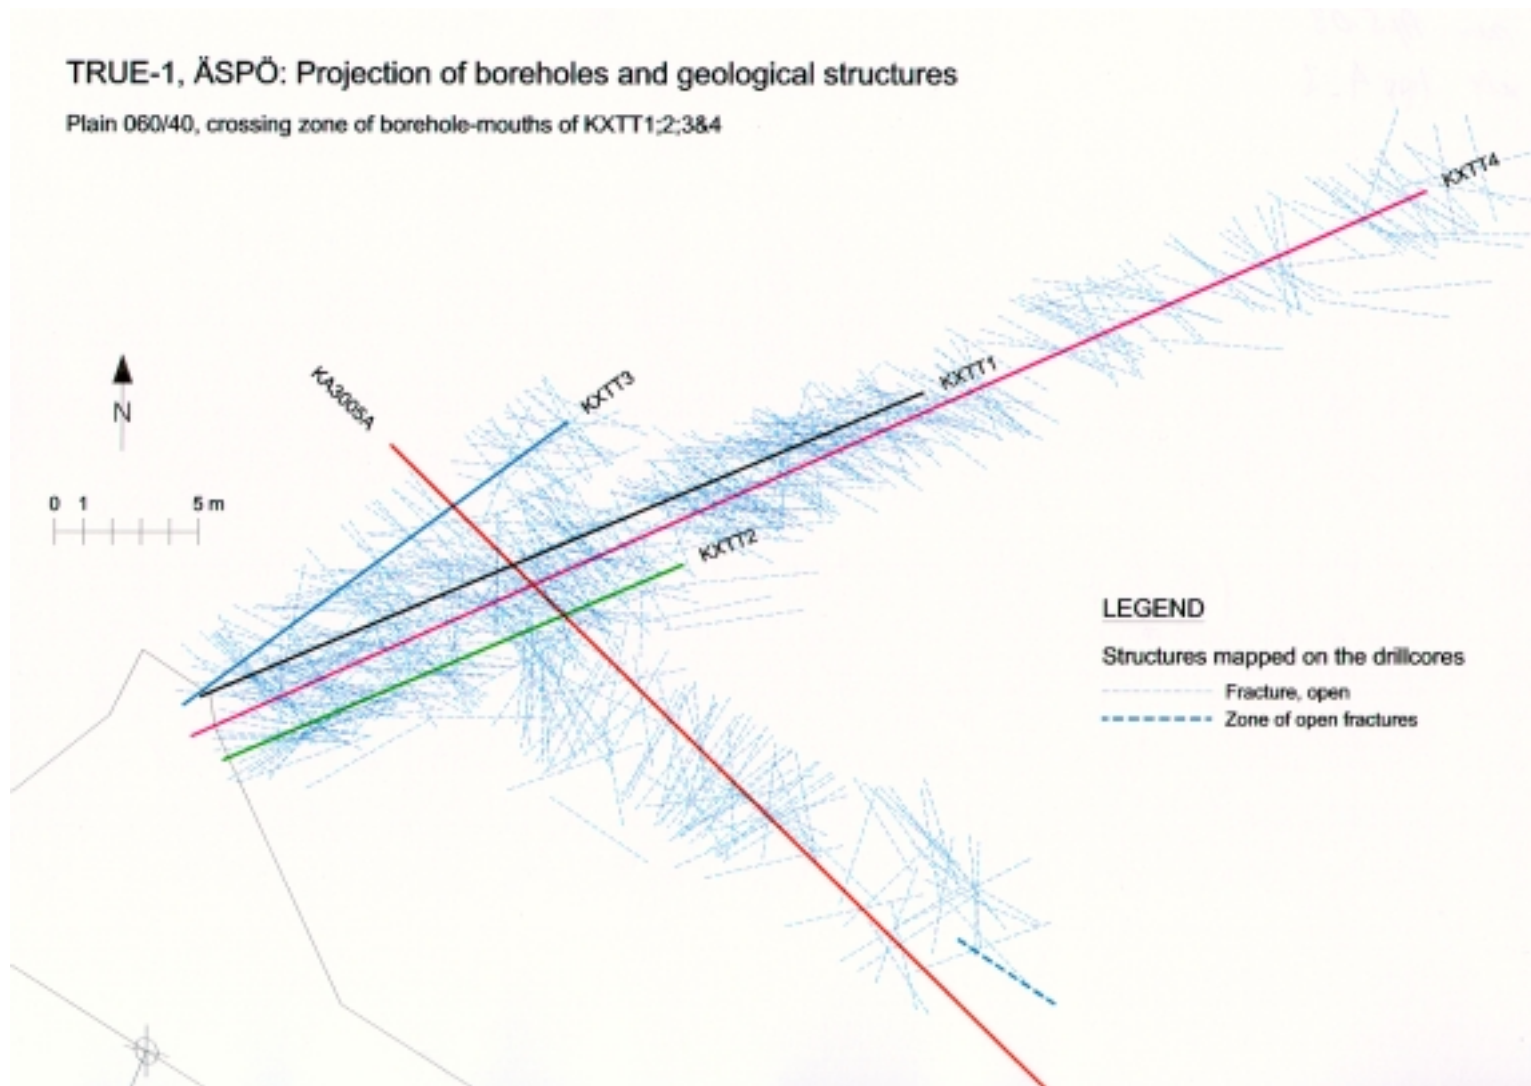 TRUE-1, ÄSPÖ: Projection of boreholes and geological structures
Plain 060/40, crossing zone of borehole-mouths of KXTT1;2;3&4
KXTT4
KXTT1
KXTT3
KA3005A
N
0 1 5 m
KXTT2
LEGEND
Structures mapped on the drillcores
Fracture, open
Zone of open fractures